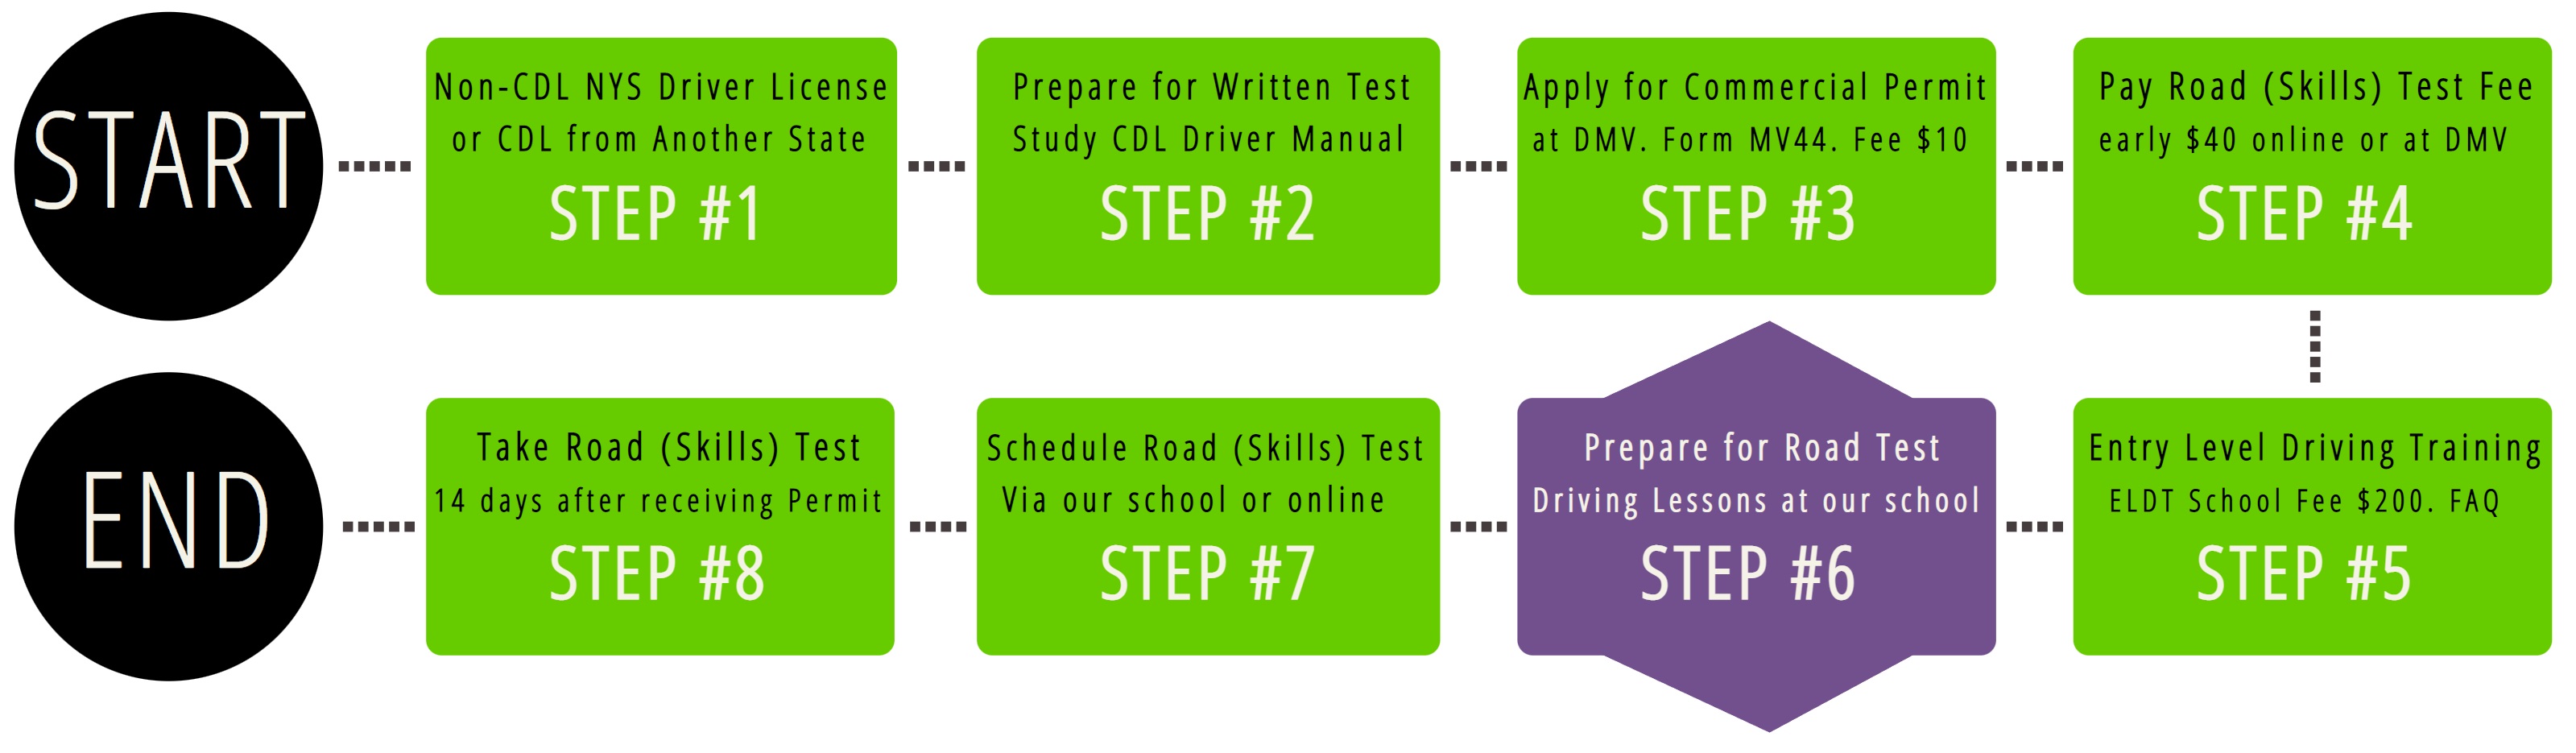 START
Non-CDL NYS Driver License
or CDL from Another State
STEP #1
Prepare for Written Test
Study CDL Driver Manual
STEP #2
Apply for Commercial Permit
at DMV. Form MV44. Fee $10
STEP #3
Pay Road (Skills) Test Fee
early $40 online or at DMV
STEP #4
Entry Level Driving Training
ELDT School Fee $200. FAQ
STEP #5
Prepare for Road Test
Driving Lessons at our school
STEP #6
Schedule Road (Skills) Test
Via our school or online
STEP #7
Take Road (Skills) Test
14 days after receiving Permit
STEP #8
END